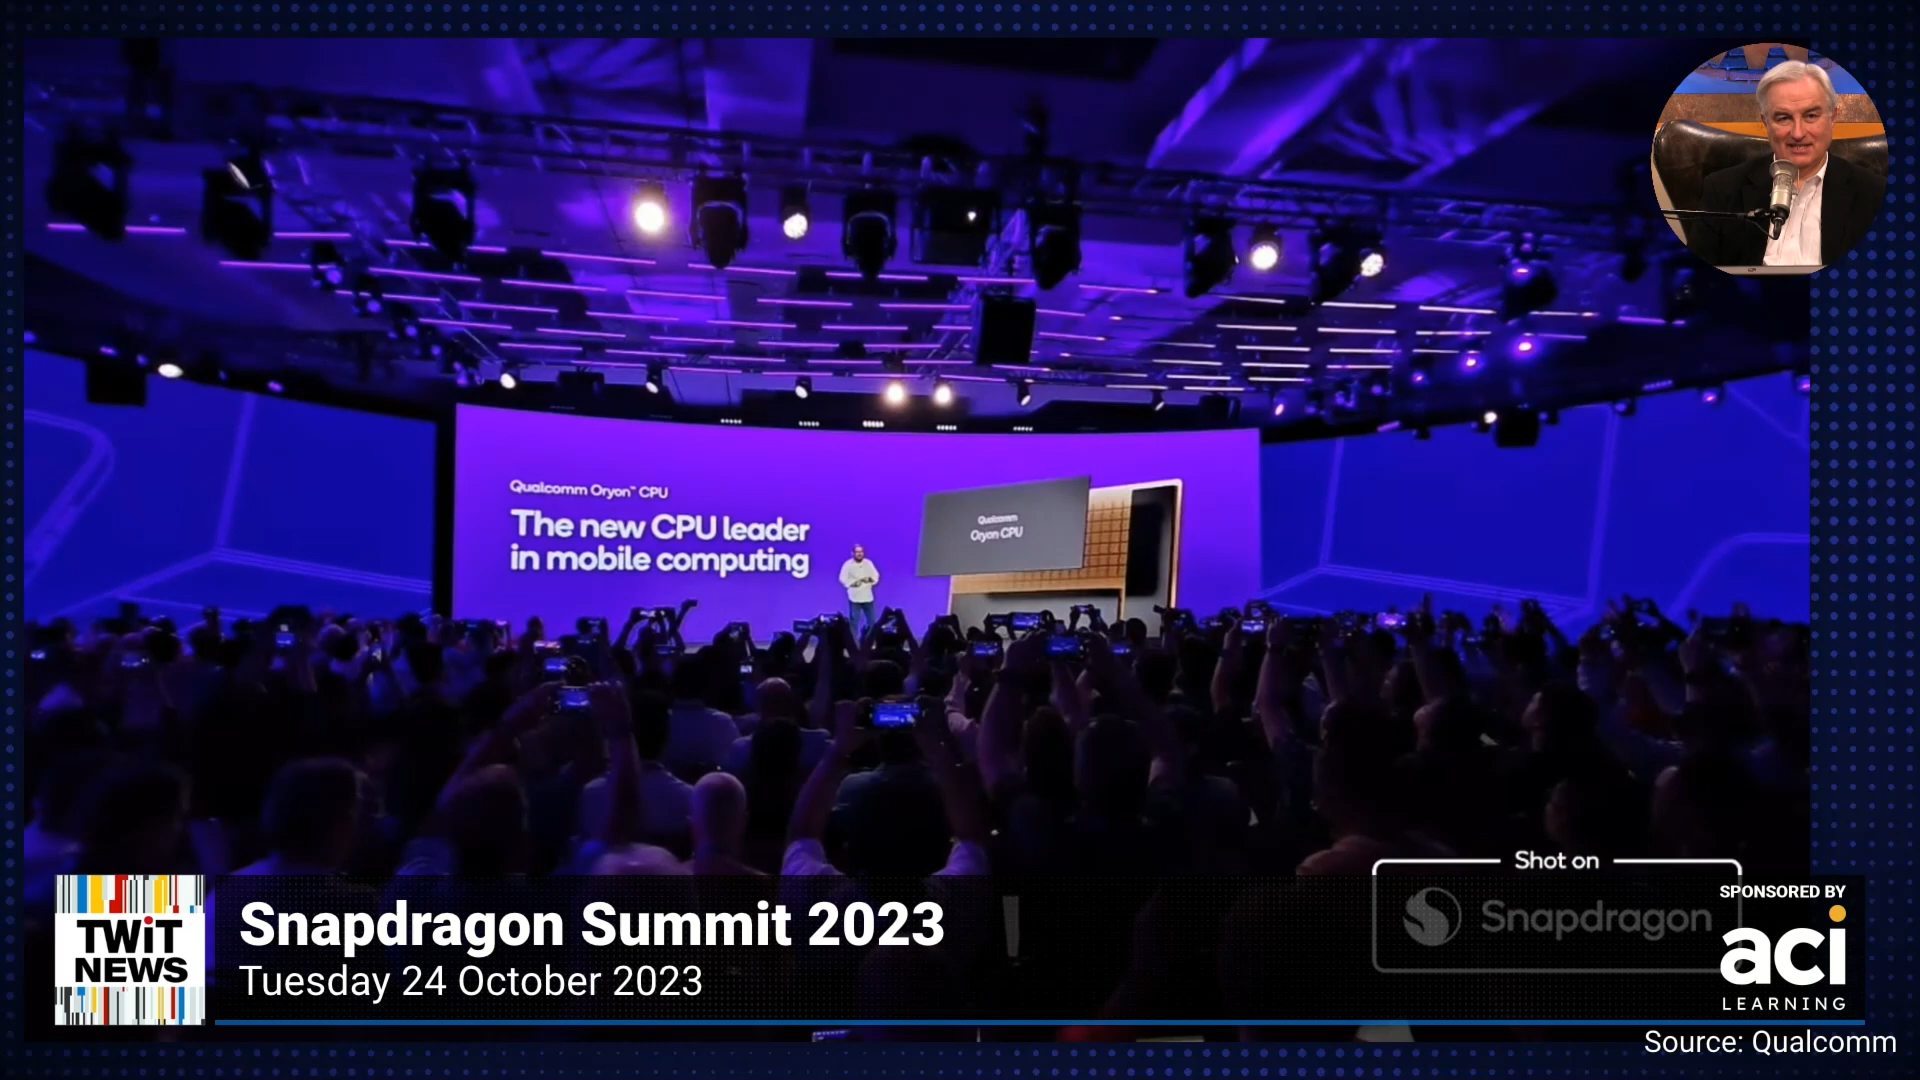 Qualcomm Oryon™ CPU
The new CPU leader
in mobile computing
Qualcomm
Oryon CPU
Shot on
Snapdragon
TWiT
NEWS
Snapdragon Summit 2023
Tuesday 24 October 2023
SPONSORED BY
aci
LEARNING
Source: Qualcomm